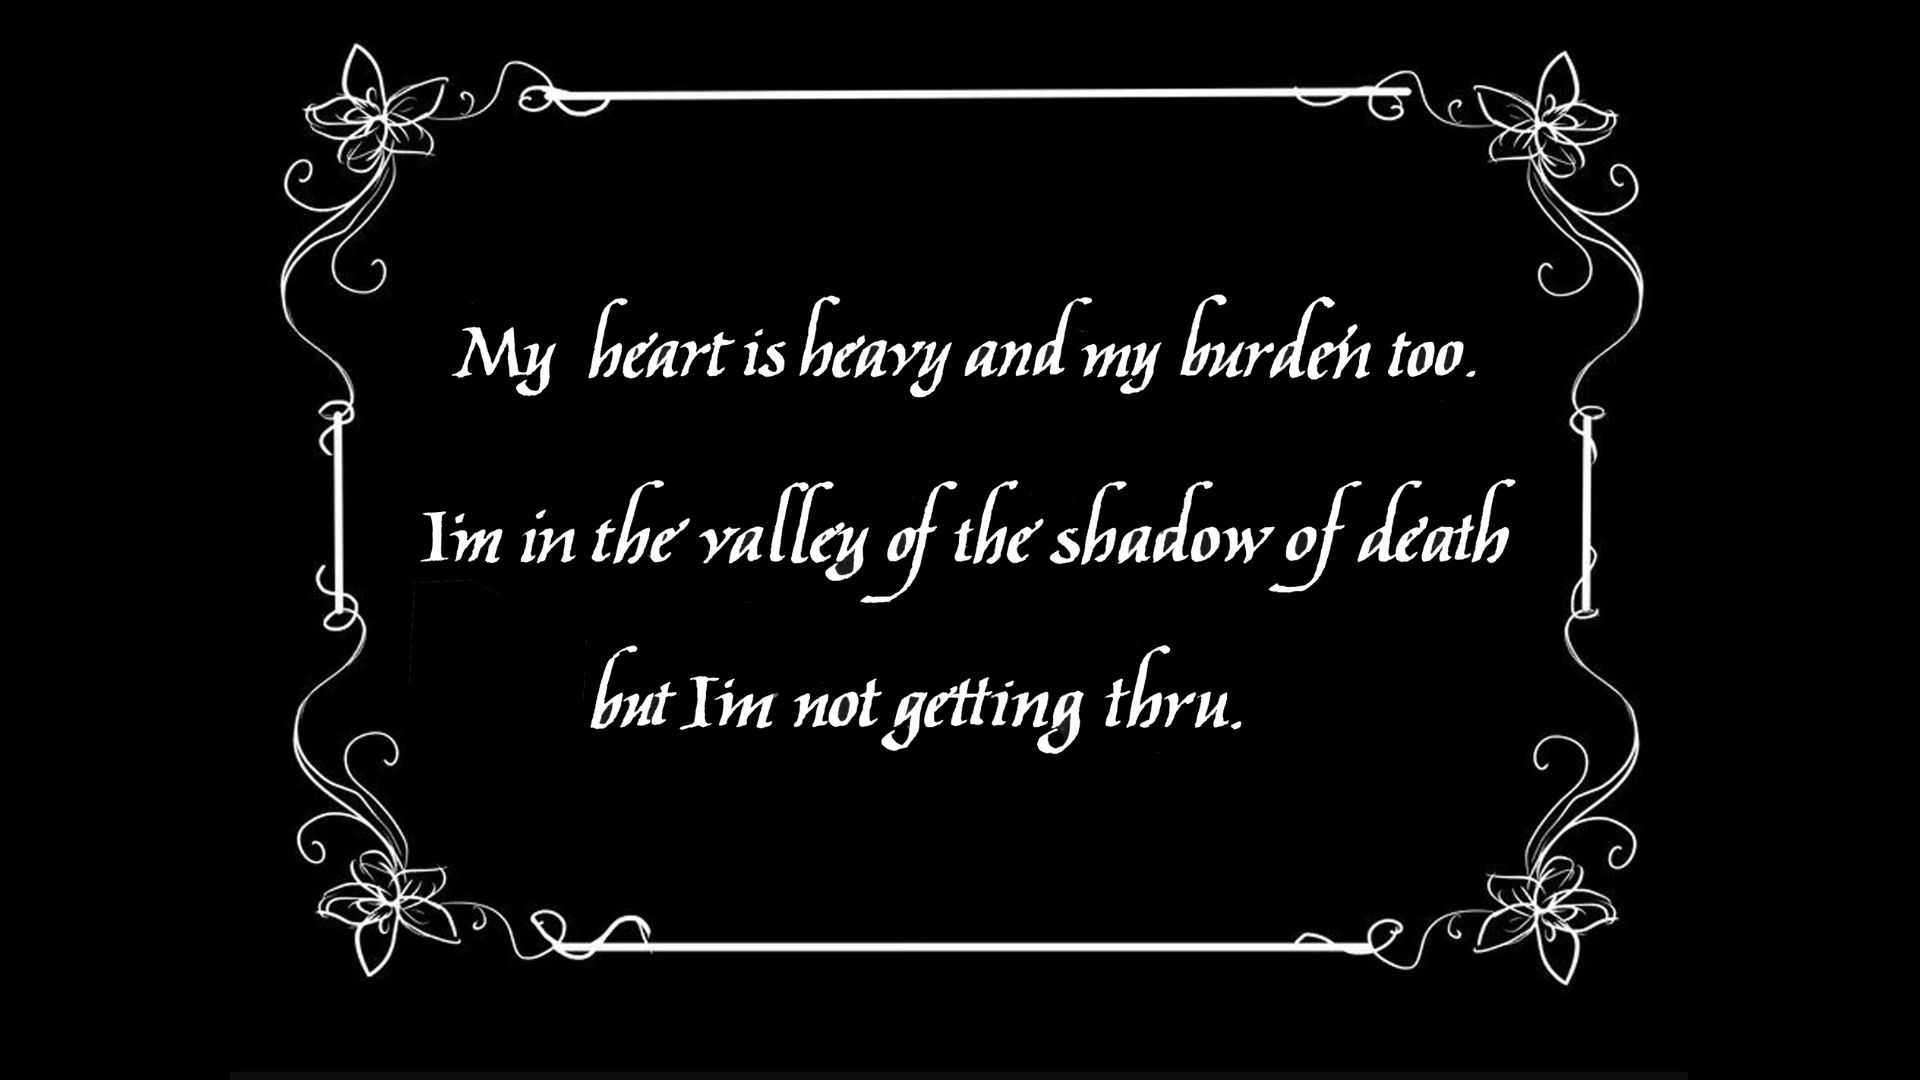 My heart is heavy and my burden too.
I'm in the valley of the shadow of death
but I'm not getting thru.